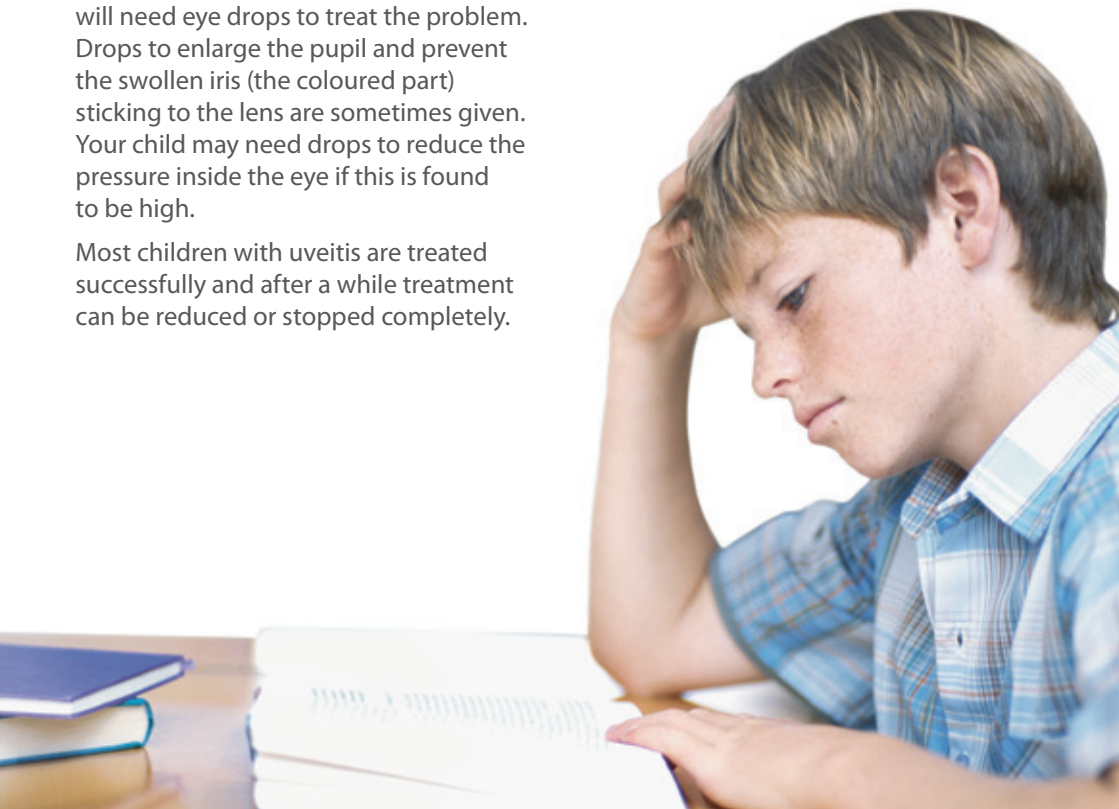 will need eye drops to treat the problem.
Drops to enlarge the pupil and prevent
the swollen iris (the coloured part)
sticking to the lens are sometimes given.
Your child may need drops to reduce the
pressure inside the eye if this is found
to be high.
Most children with uveitis are treated
successfully and after a while treatment
can be reduced or stopped completely.